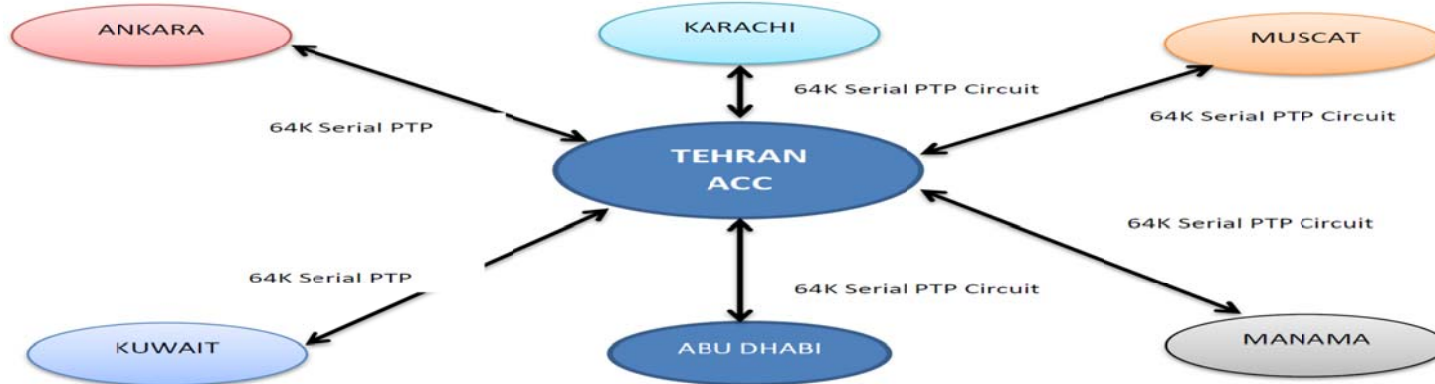 ANKARA
KARACHI
MUSCAT
64K Serial PTP Circuit
64K Serial PTP Circuit
64K Serial PTP
TEHRAN
ACC
64K Serial PTP Circuit
64K Serial PTP
64K Serial PTP Circuit
KUWAIT
ABU DHABI
MANAMA